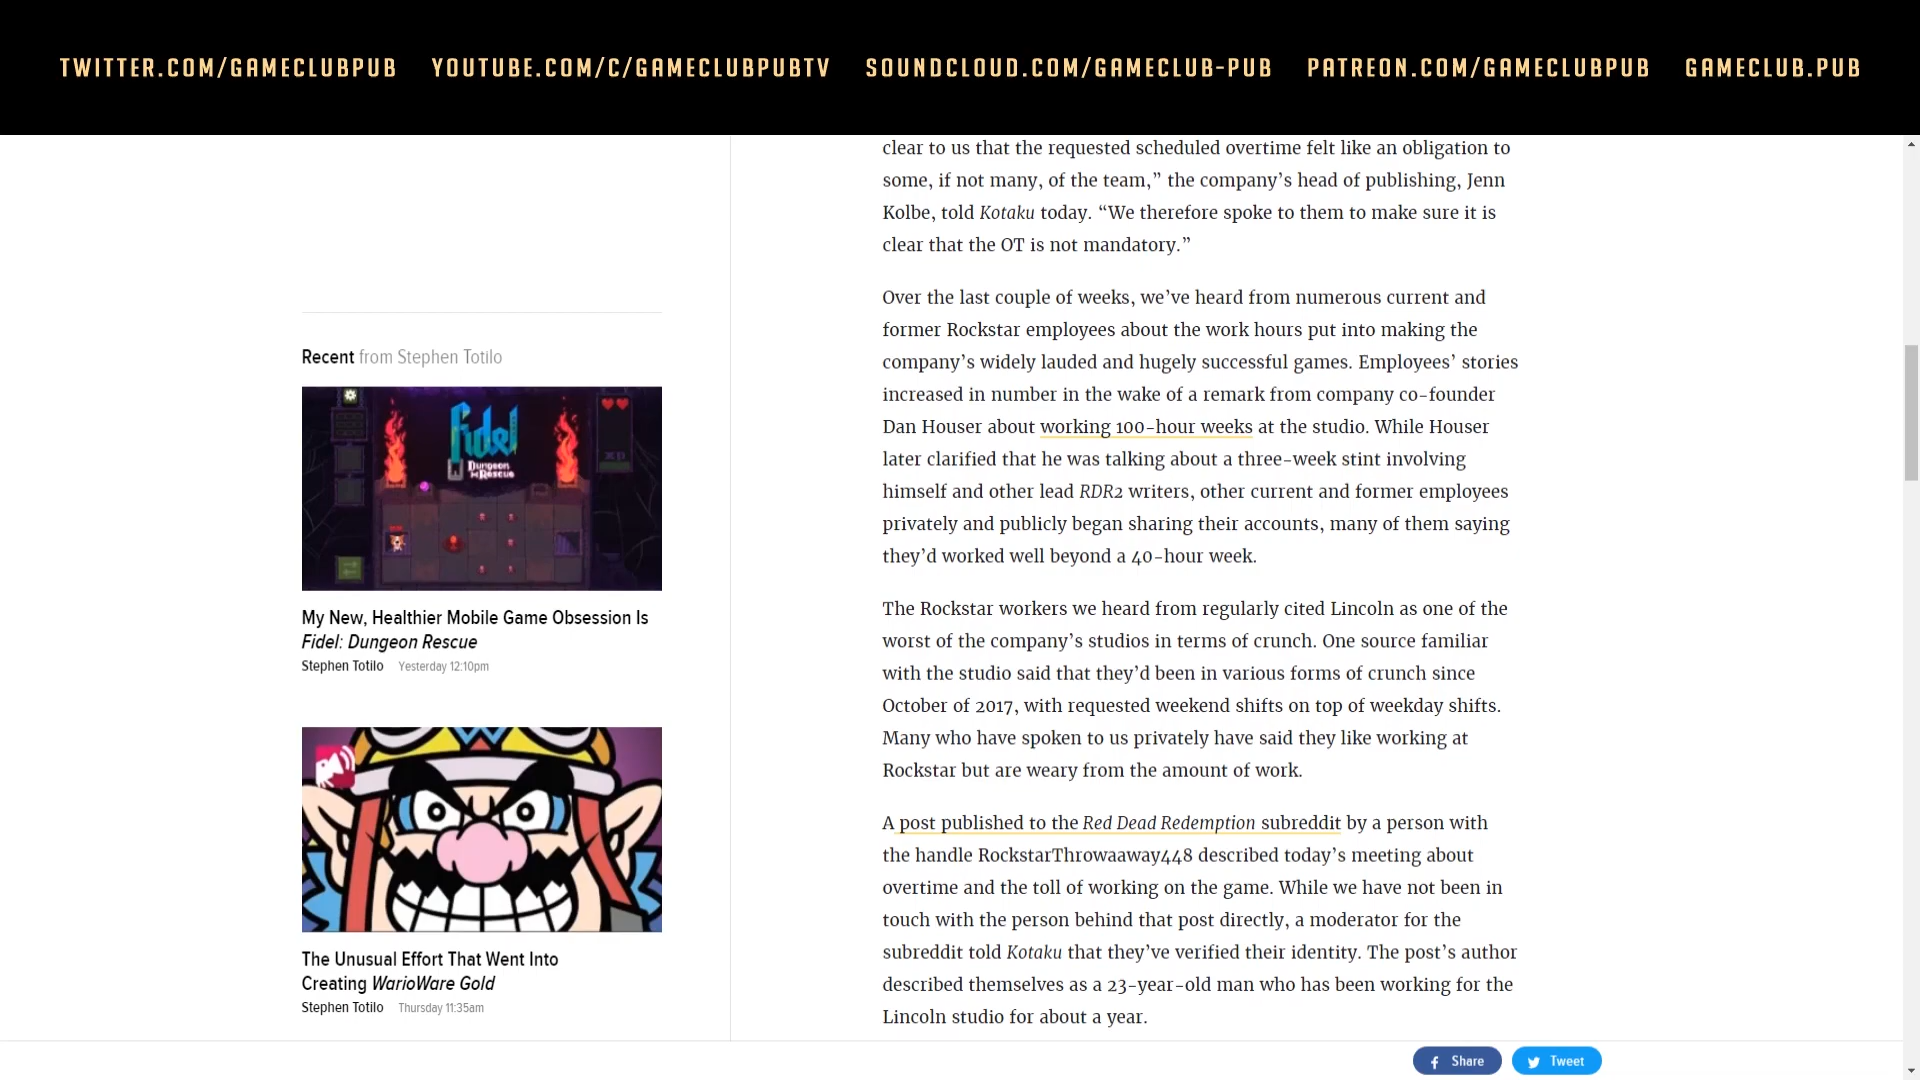 TWITTER.COM/GAMECLUBPUB YOUTUBE.COM/C/GAMECLUBPUBTV SOUNDCLOUD.COM/GAMECLUB-PUB PATREON.COM/GAMECLUBPUB GAMECLUB.PUB
Recent from Stephen Totilo
fidel
Dungeon
Rescue
XP
My New, Healthier Mobile Game Obsession Is
Fidel: Dungeon Rescue
Stephen Totilo Yesterday 12:10pm
The Unusual Effort That Went Into
Creating WarioWare Gold
Stephen Totilo Thursday 11:35am
clear to us that the requested scheduled overtime felt like an obligation to
some, if not many, of the team,” the company’s head of publishing, Jenn
Kolbe, told Kotaku today. “We therefore spoke to them to make sure it is
clear that the OT is not mandatory.”
Over the last couple of weeks, we’ve heard from numerous current and
former Rockstar employees about the work hours put into making the
company’s widely lauded and hugely successful games. Employees’ stories
increased in number in the wake of a remark from company co-founder
Dan Houser about working 100-hour weeks at the studio. While Houser
later clarified that he was talking about a three-week stint involving
himself and other lead RDR2 writers, other current and former employees
privately and publicly began sharing their accounts, many of them saying
they’d worked well beyond a 40-hour week.
The Rockstar workers we heard from regularly cited Lincoln as one of the
worst of the company’s studios in terms of crunch. One source familiar
with the studio said that they’d been in various forms of crunch since
October of 2017, with requested weekend shifts on top of weekday shifts.
Many who have spoken to us privately have said they like working at
Rockstar but are weary from the amount of work.
A post published to the Red Dead Redemption subreddit by a person with
the handle RockstarThrowaaway448 described today’s meeting about
overtime and the toll of working on the game. While we have not been in
touch with the person behind that post directly, a moderator for the
subreddit told Kotaku that they’ve verified their identity. The post’s author
described themselves as a 23-year-old man who has been working for the
Lincoln studio for about a year.
Share Tweet